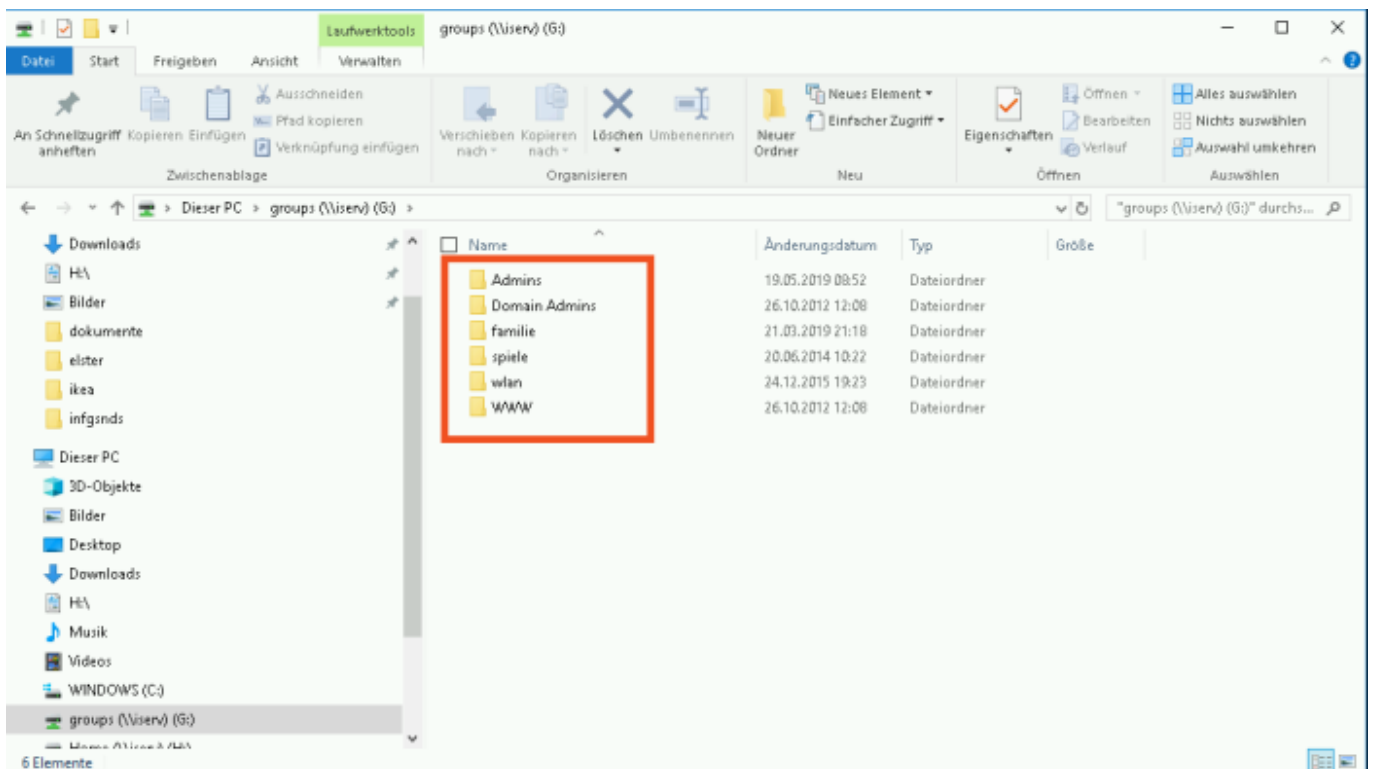 Laufwerktools groups (\\iserv) (G:)
Datei Start Freigeben Ansicht Verwalten
An Schnellzugriff anheften
Kopieren
Einfügen
Ausschneiden
Pfad kopieren
Verknüpfung einfügen
Zwischenablage
Verschieben nach
Kopieren nach
Löschen
Umbenennen
Organisieren
Neuer Ordner
Neues Element
Einfacher Zugriff
Neu
Eigenschaften
Öffnen
Bearbeiten
Verlauf
Öffnen
Alles auswählen
Nichts auswählen
Auswahl umkehren
Auswählen
Dieser PC > groups (\\iserv) (G:) >
"groups (\\iserv) (G:)" durchs...
Downloads
H:\
Bilder
dokumente
elster
ikea
infgsnds
Dieser PC
3D-Objekte
Bilder
Desktop
Downloads
H:\
Musik
Videos
WINDOWS (C:)
groups (\\iserv) (G:)
Name Änderungsdatum Typ Größe
Admins 19.05.2019 08:52 Dateiordner
Domain Admins 26.10.2012 12:08 Dateiordner
familie 21.03.2019 21:18 Dateiordner
spiele 20.06.2014 10:22 Dateiordner
wlan 24.12.2015 19:23 Dateiordner
WWW 26.10.2012 12:08 Dateiordner
6 Elemente